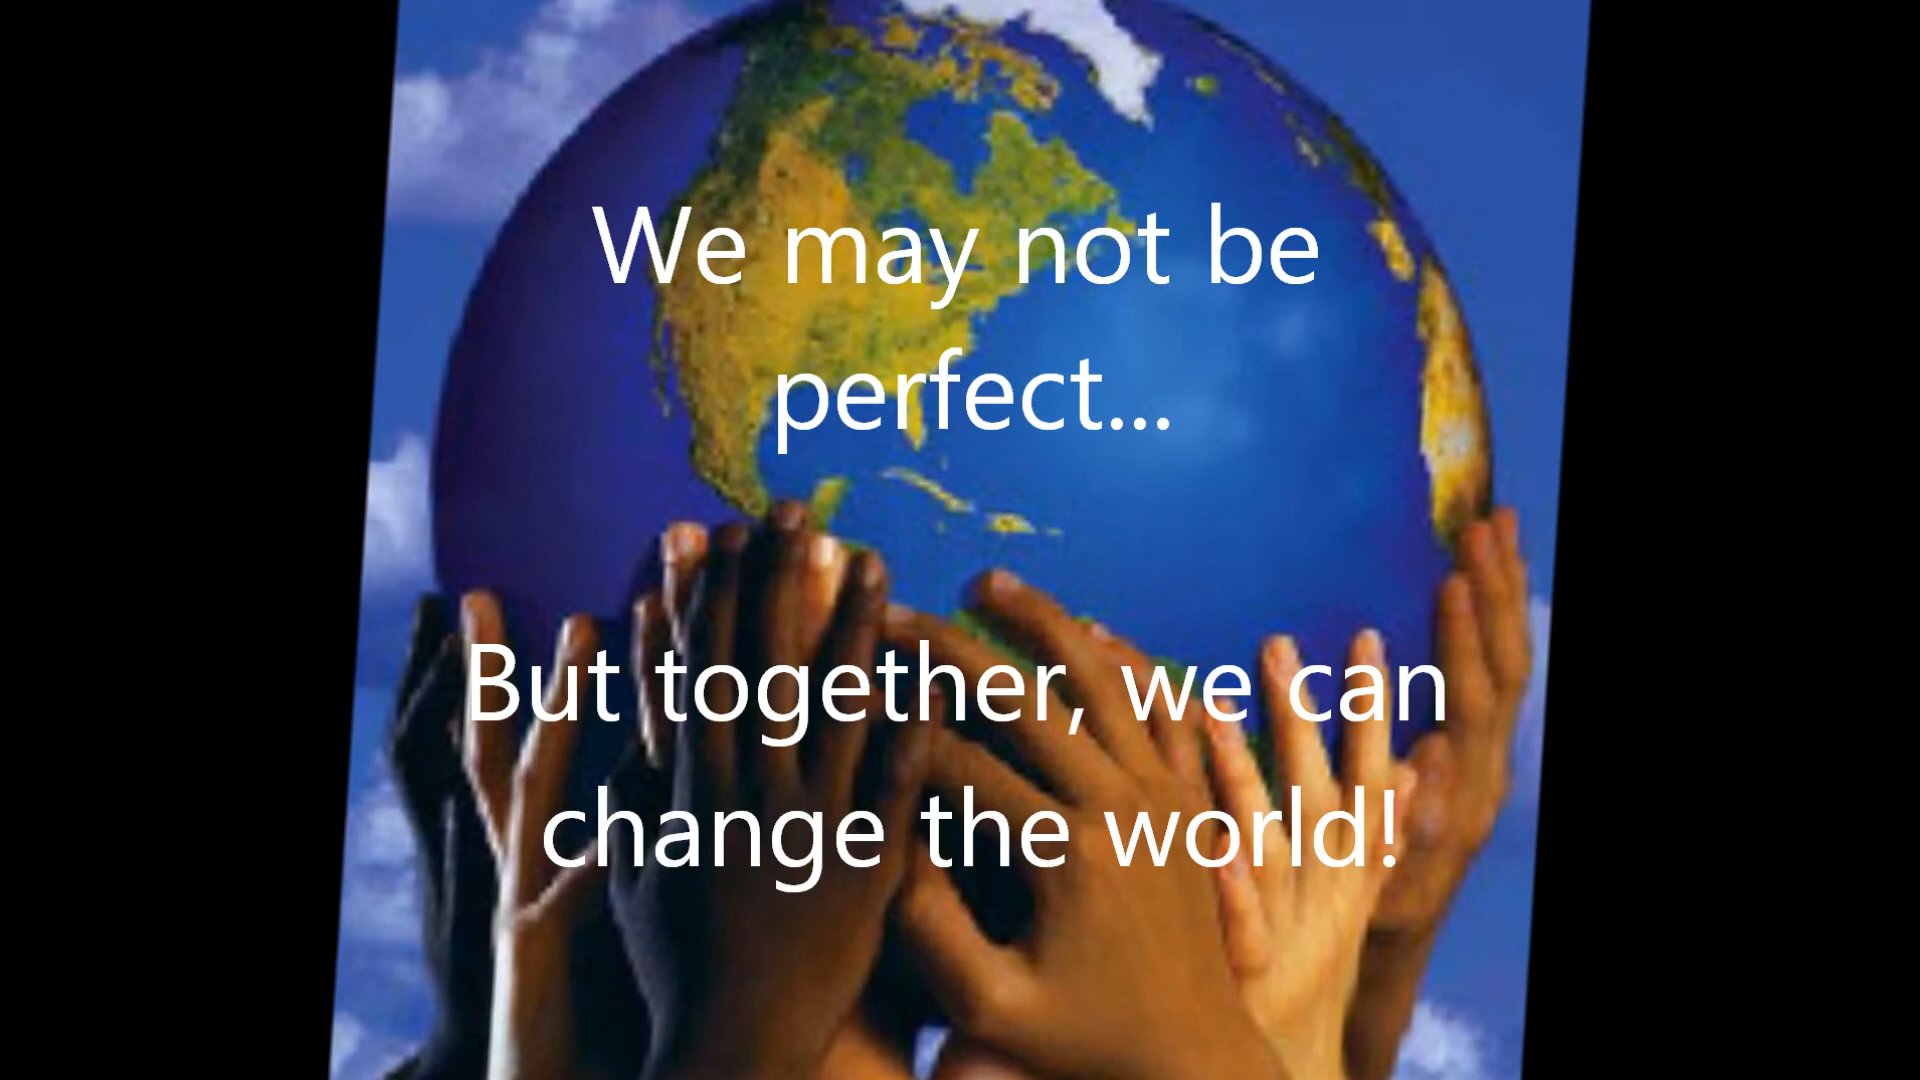 We may not be
perfect...
But together, we can
change the world!